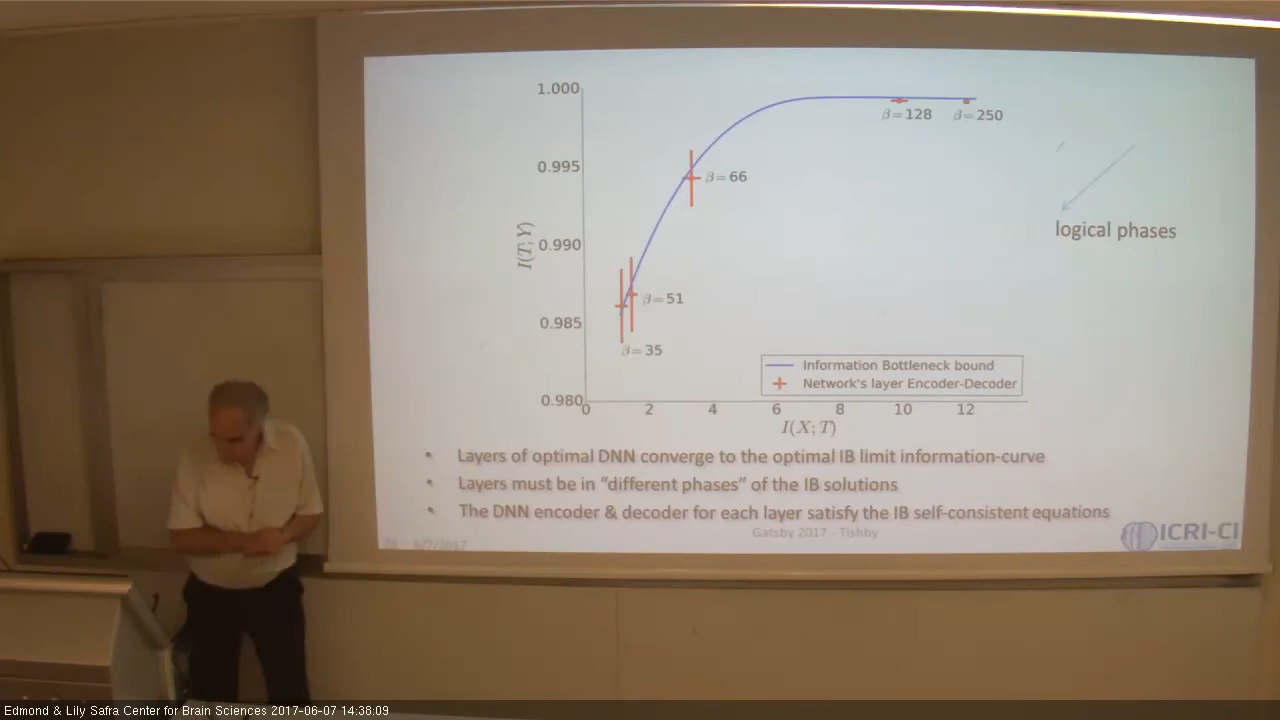 1.000
β=128
β=250
0.995
β=66
I(T;Y)
0.990
logical phases
β=51
0.985
β=35
Information Bottleneck bound
Network's layer Encoder-Decoder
0.980
0 2 4 6 8 10 12
I(X;T)
• Layers of optimal DNN converge to the optimal IB limit information-curve
• Layers must be in “different phases” of the IB solutions
• The DNN encoder & decoder for each layer satisfy the IB self-consistent equations
6/7/2017
Gatsby 2017 - Tishby
ICRI-CI
Edmond & Lily Safra Center for Brain Sciences 2017-06-07 14:38:09